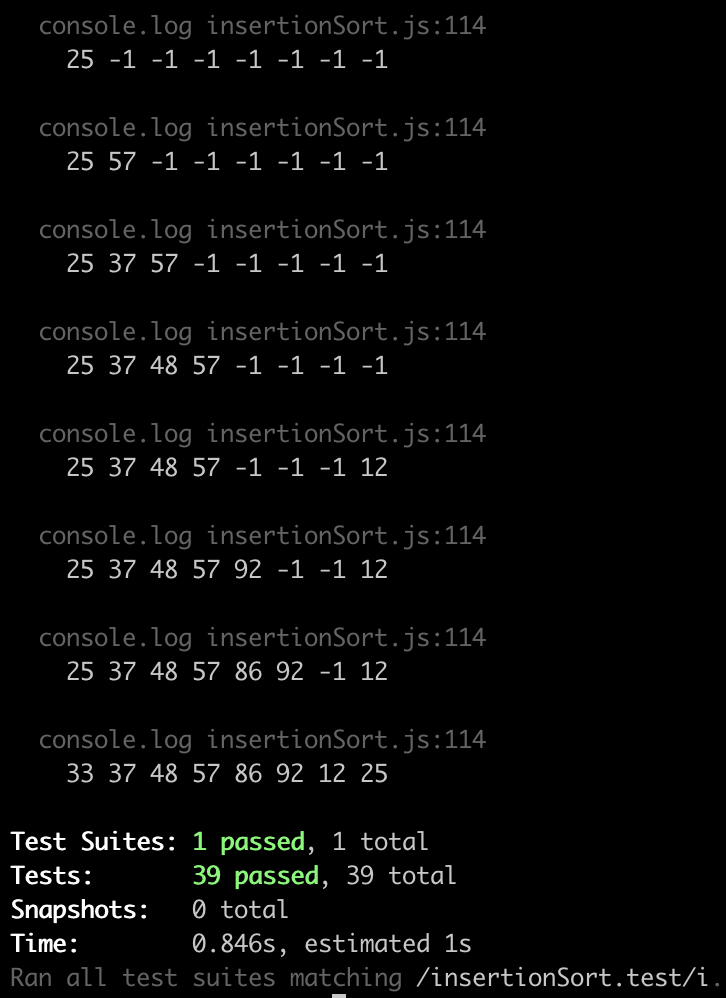 console.log insertionSort.js:114
25 -1 -1 -1 -1 -1 -1 -1
console.log insertionSort.js:114
25 57 -1 -1 -1 -1 -1 -1
console.log insertionSort.js:114
25 37 57 -1 -1 -1 -1 -1
console.log insertionSort.js:114
25 37 48 57 -1 -1 -1 -1
console.log insertionSort.js:114
25 37 48 57 -1 -1 -1 12
console.log insertionSort.js:114
25 37 48 57 92 -1 -1 12
console.log insertionSort.js:114
25 37 48 57 86 92 -1 12
console.log insertionSort.js:114
33 37 48 57 86 92 12 25
Test Suites: 1 passed, 1 total
Tests: 39 passed, 39 total
Snapshots: 0 total
Time: 0.846s, estimated 1s
Ran all test suites matching /insertionSort.test/i.